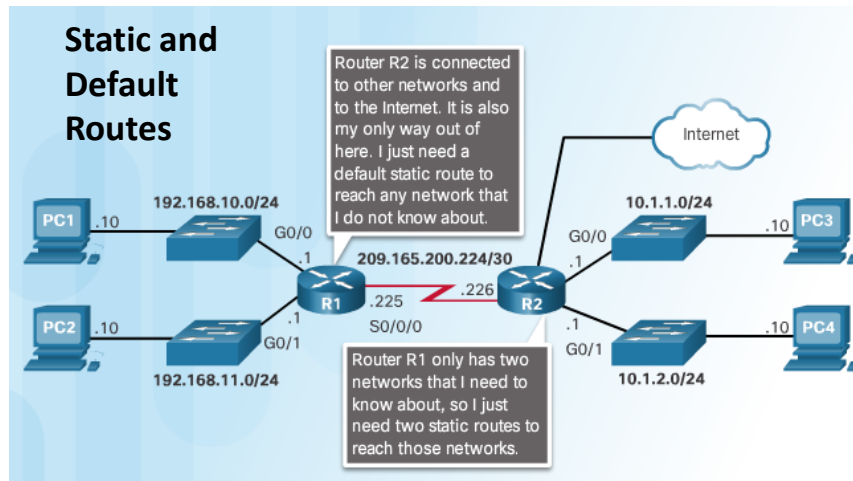 Static and
Default
Routes
Router R2 is connected
to other networks and
to the Internet. It is also
my only way out of
here. I just need a
default static route to
reach any network that
I do not know about.
Internet
192.168.10.0/24
10.1.1.0/24
PC1
.10
G0/0
.1
209.165.200.224/30
G0/0
.1
.10
PC3
R1
.225
.226
R2
S0/0/0
PC2
.10
.1
G0/1
192.168.11.0/24
.1
G0/1
10.1.2.0/24
.10
PC4
Router R1 only has two
networks that I need to
know about, so I just
need two static routes to
reach those networks.